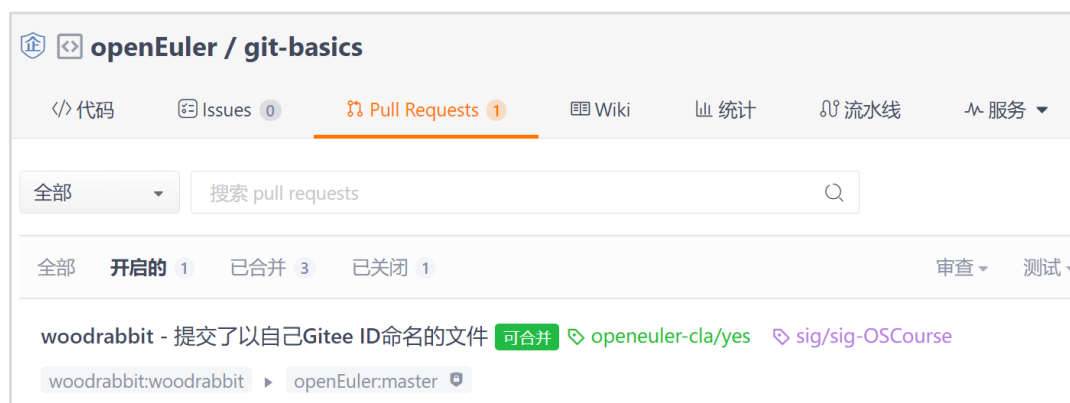 企 openEuler / git-basics
</> 代码 Issues 0 Pull Requests 1 Wiki 统计 流水线 服务
全部 搜索 pull requests
全部 开启的 1 已合并 3 已关闭 1 审查 测试
woodrabbit - 提交了以自己Gitee ID命名的文件 可合并 openeuler-cla/yes sig/sig-OSCourse
woodrabbit:woodrabbit openEuler:master